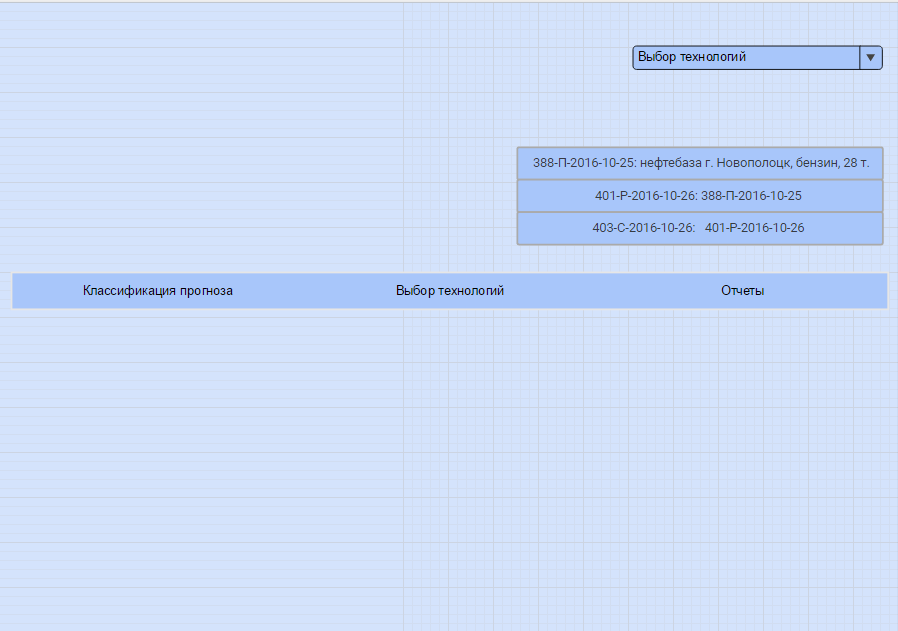 Выбор технологий
388-П-2016-10-25: нефтебаза г. Новополоцк, бензин, 28 т.
401-Р-2016-10-26: 388-П-2016-10-25
403-С-2016-10-26: 401-Р-2016-10-26
Классификация прогноза Выбор технологий Отчеты